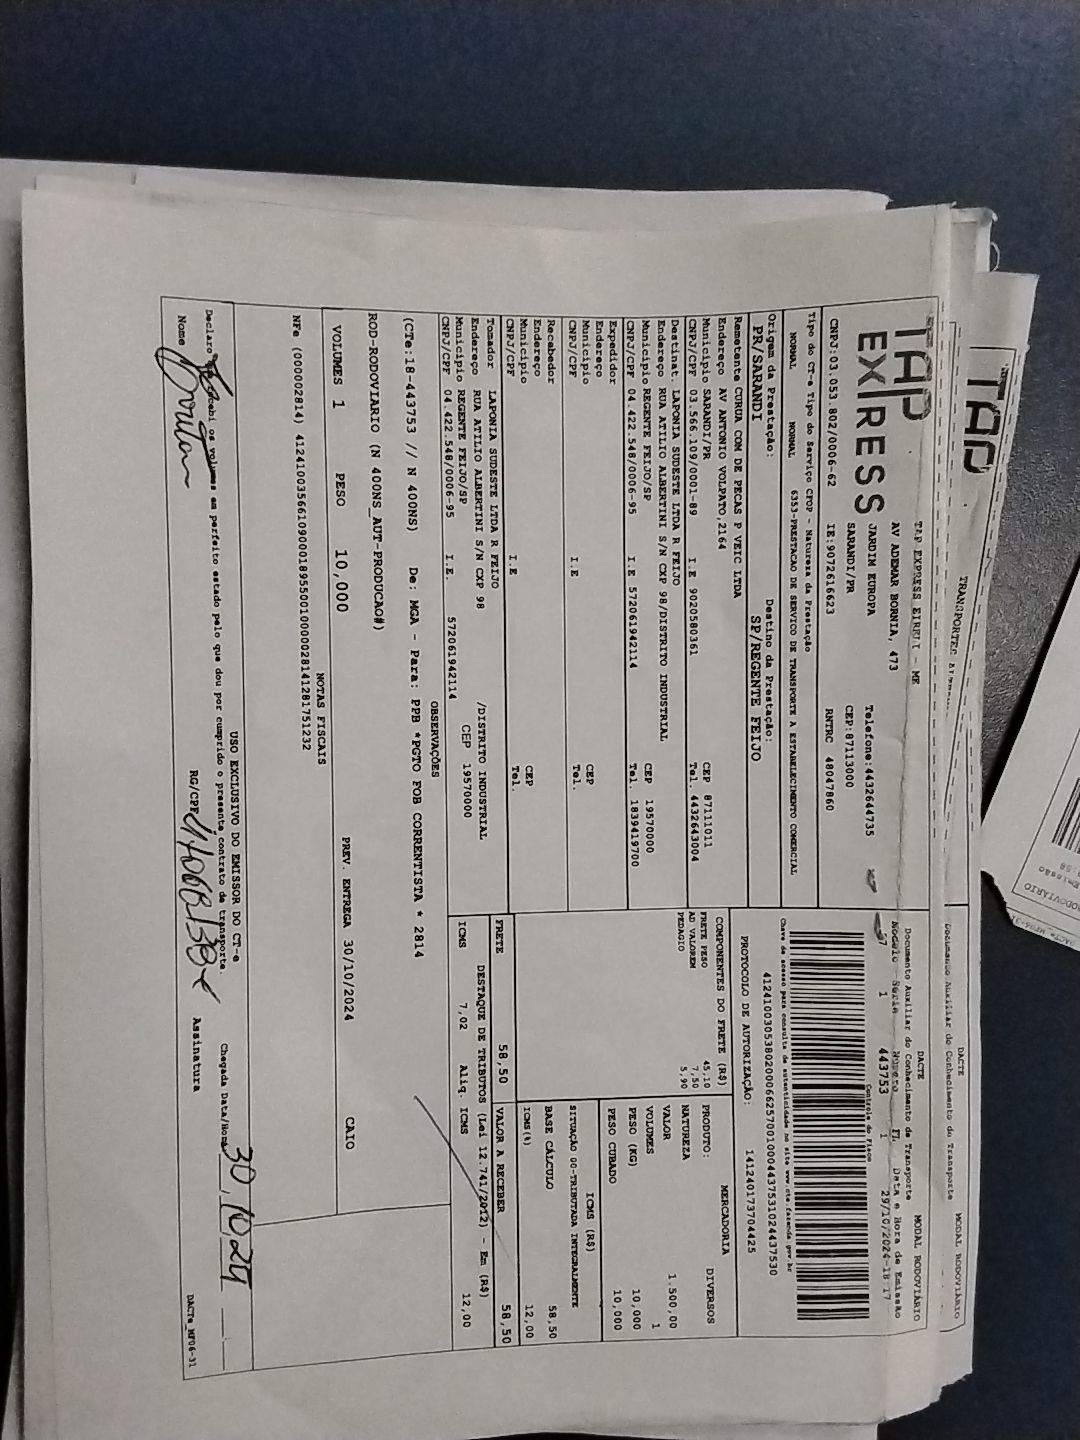 TAP
TRANSPORTES
DACTE
MODAL RODOVIÁRIO
Documento Auxiliar do Conhecimento de Transporte
TAP
EXPRESS
TAP EXPRESS EIRELI - ME
AV ADEMAR BORNIA, 473
JARDIM EUROPA
SARANDI/PR
Telefone:4432644735
CEP:87113000
CNPJ:03.053.802/0006-62 IE:9072616623 RNTRC 48047860
DACTE MODAL RODOVIÁRIO
Documento Auxiliar do Conhecimento de Transporte
Modelo Série Número Fl Data e Hora de Emissão
57 1 443753 1 29/10/2024-18:17
Controle do Fisco
Chave de acesso para consulta de autenticidade no site www.cte.fazenda.gov.br
41241003053802000662570010004437531024437530
PROTOCOLO DE AUTORIZAÇÃO: 141240173704425
Tipo do CT-e Tipo do Serviço CFOP - Natureza da Prestação
NORMAL NORMAL 6353-PRESTACAO DE SERVICO DE TRANSPORTE A ESTABELECIMENTO COMERCIAL
Origem da Prestação: Destino da Prestação:
PR/SARANDI SP/REGENTE FEIJO
Remetente CURUA COM DE PECAS P VEIC LTDA
Endereço AV ANTONIO VOLPATO,2164
Município SARANDI/PR CEP 87111011
CNPJ/CPF 03.566.109/0001-89 I.E 9020580361 Tel. 4432643004
Destinat. LAPONIA SUDESTE LTDA R FEIJO
Endereço RUA ATILIO ALBERTINI S/N CXP 98/DISTRITO INDUSTRIAL
Município REGENTE FEIJO/SP CEP 19570000
CNPJ/CPF 04.422.548/0006-95 I.E 572061942114 Tel. 1839419700
Expedidor
Endereço
Município CEP
CNPJ/CPF I.E Tel.
Recebedor
Endereço
Município CEP
CNPJ/CPF I.E Tel.
Tomador LAPONIA SUDESTE LTDA R FEIJO
Endereço RUA ATILIO ALBERTINI S/N CXP 98 /DISTRITO INDUSTRIAL
Município REGENTE FEIJO/SP CEP 19570000
CNPJ/CPF 04.422.548/0006-95 I.E. 572061942114
COMPONENTES DO FRETE (R$)
FRETE PESO 45,10
AD VALOREM 7,50
PEDAGIO 5,90
MERCADORIA
PRODUTO: DIVERSOS
NATUREZA
VALOR 1.500,00
VOLUMES 1
PESO (KG) 10,000
PESO CUBADO 10,000
ICMS (R$)
SITUAÇÃO 00-TRIBUTADA INTEGRALMENTE
BASE CÁLCULO 58,50
ICMS(%) 12,00
FRETE 58,50 VALOR A RECEBER 58,50
DESTAQUE DE TRIBUTOS (Lei 12.741/2012) - Em (R$)
ICMS 7,02 Aliq. ICMS 12,00
OBSERVAÇÕES
(CTe:18-443753 // N 400NS) De: MGA - Para: PPB *PGTO FOB CORRENTISTA * 2814
ROD-RODOVIARIO (N 400NS_AUT-PRODUCAO#)
VOLUMES 1 PESO 10,000 PREV. ENTREGA 30/10/2024 CAIO
NOTAS FISCAIS
NFe (000002814) 41241003566109000189550010000028141281751232
USO EXCLUSIVO DO EMISSOR DO CT-e
Declaro que recebi os volumes em perfeito estado pelo que dou por cumprido o presente contrato de transporte.
Chegada Data/Hora 30,10,24
Nome RG/CPF Assinatura
DACTe_MF06-31